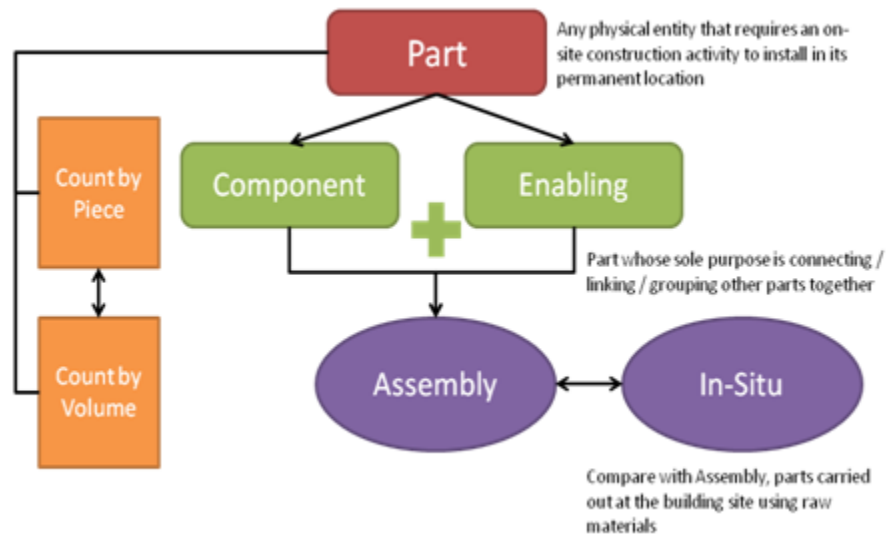 Part
Any physical entity that requires an on-
site construction activity to install in its
permanent location
Count by
Piece
Component
Enabling
Part whose sole purpose is connecting /
linking / grouping other parts together
Count by
Volume
Assembly
In-Situ
Compare with Assembly, parts carried
out at the building site using raw
materials